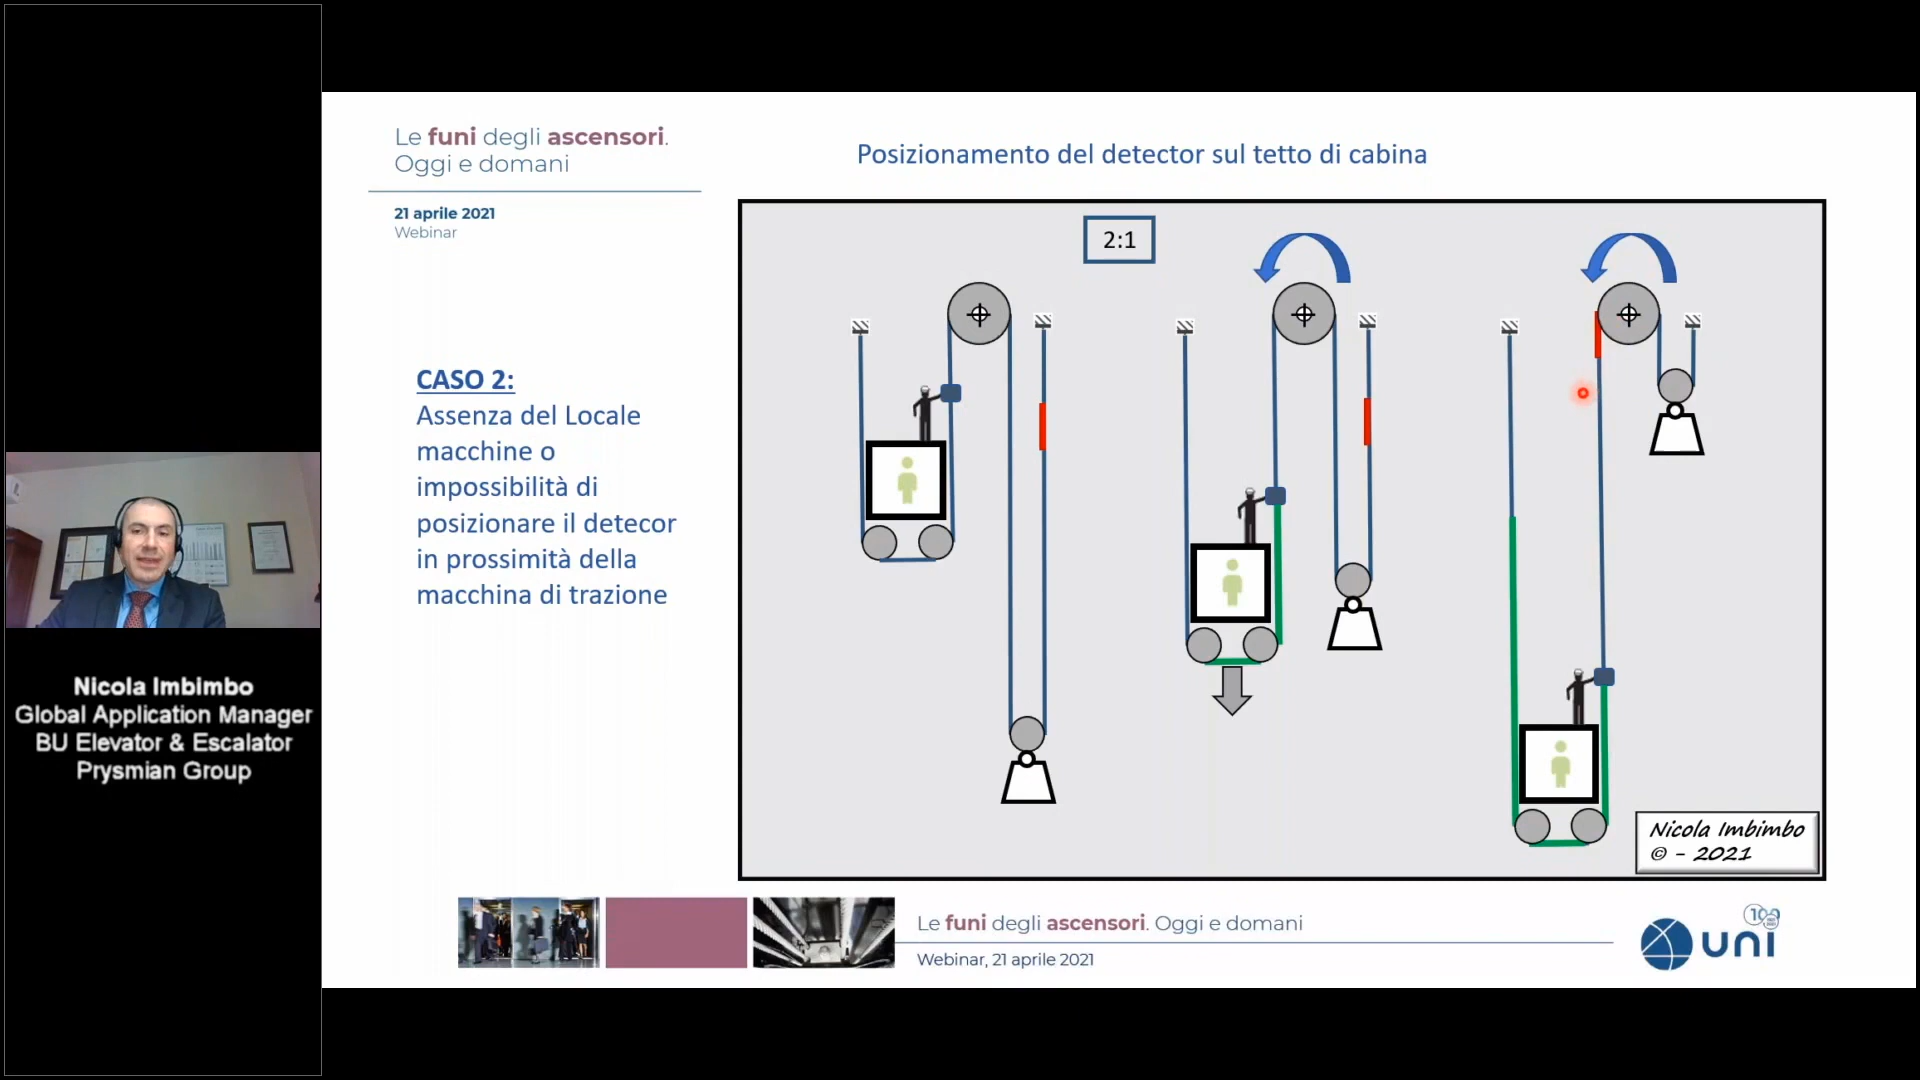 Le funi degli ascensori.
Oggi e domani
21 aprile 2021
Webinar
Posizionamento del detector sul tetto di cabina
2:1
CASO 2:
Assenza del Locale
macchine o
impossibilità di
posizionare il detecor
in prossimità della
macchina di trazione
Nicola Imbimbo
Global Application Manager
BU Elevator & Escalator
Prysmian Group
Nicola Imbimbo
© - 2021
Le funi degli ascensori. Oggi e domani
Webinar, 21 aprile 2021
100
uni